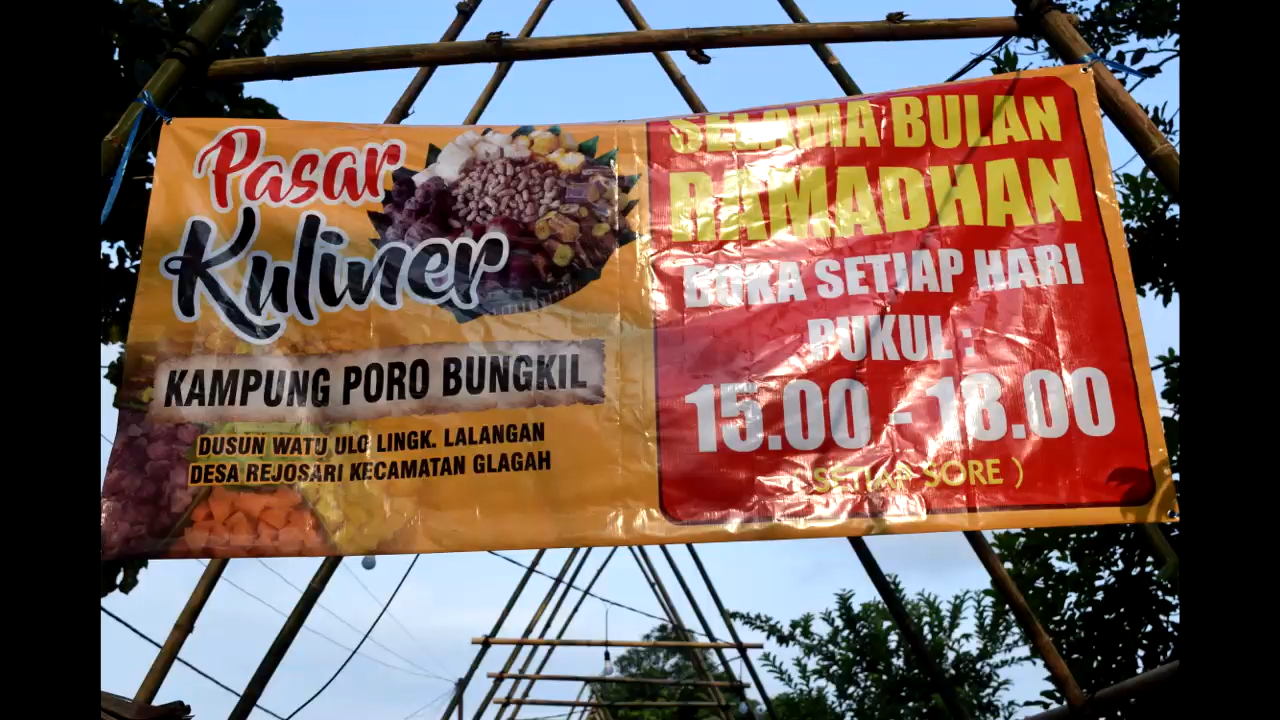 Pasar
Kuliner
KAMPUNG PORO BUNGKIL
DUSUN WATU ULO LINGK. LALANGAN
DESA REJOSARI KECAMATAN GLAGAH
SELAMA BULAN
RAMADHAN
BUKA SETIAP HARI
PUKUL :
15.00 - 18.00
( SETIAP SORE )